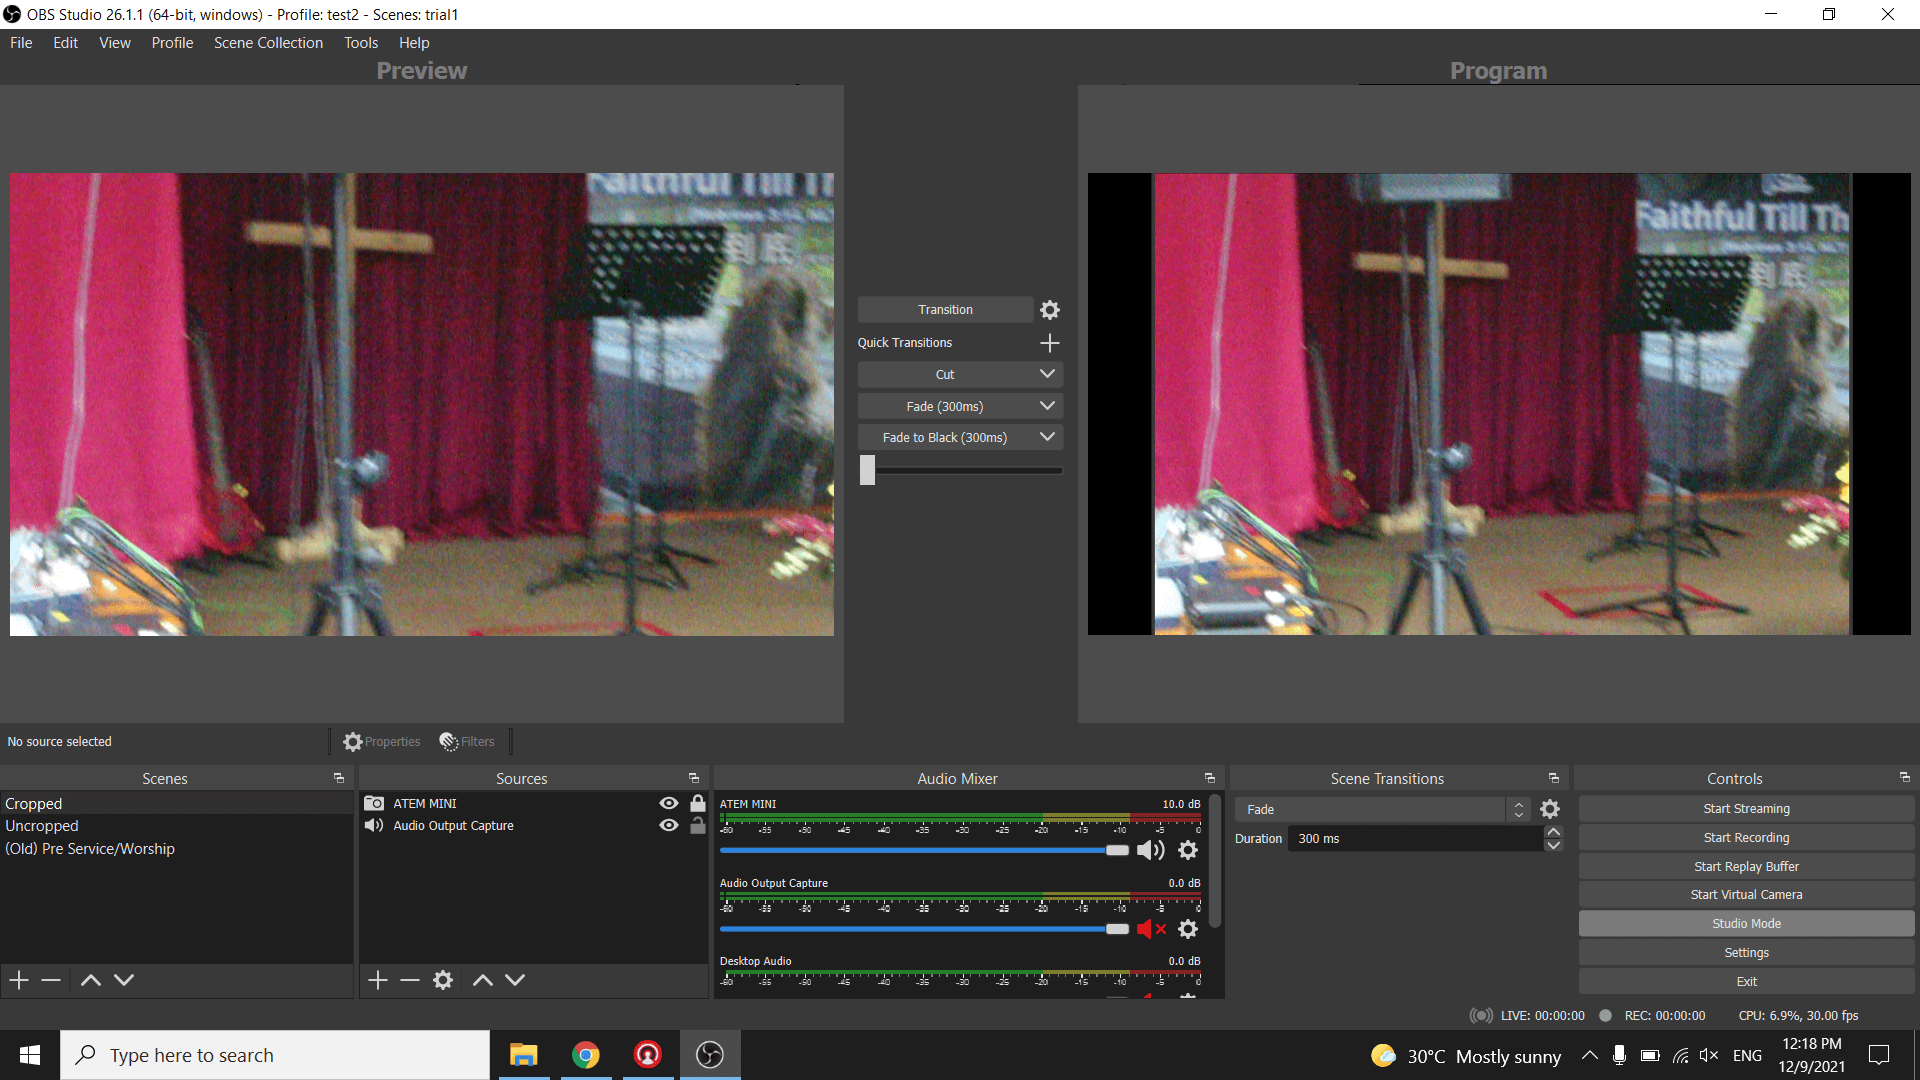 OBS Studio 26.1.1 (64-bit, windows) - Profile: test2 - Scenes: trial1
File Edit View Profile Scene Collection Tools Help
Preview
Program
Faithful Till Th
到底
Faithful Till Th
到底
Transition
Quick Transitions
Cut
Fade (300ms)
Fade to Black (300ms)
No source selected
Properties
Filters
Scenes
Cropped
Uncropped
(Old) Pre Service/Worship
Sources
ATEM MINI
Audio Output Capture
Audio Mixer
ATEM MINI 10.0 dB
-60 -55 -50 -45 -40 -35 -30 -25 -20 -15 -10 -5 0
Audio Output Capture 0.0 dB
-60 -55 -50 -45 -40 -35 -30 -25 -20 -15 -10 -5 0
Desktop Audio 0.0 dB
-60 -55 -50 -45 -40 -35 -30 -25 -20 -15 -10 -5 0
Scene Transitions
Fade
Duration 300 ms
Controls
Start Streaming
Start Recording
Start Replay Buffer
Start Virtual Camera
Studio Mode
Settings
Exit
LIVE: 00:00:00 REC: 00:00:00 CPU: 6.9%, 30.00 fps
Type here to search
30°C Mostly sunny
ENG
12:18 PM
12/9/2021